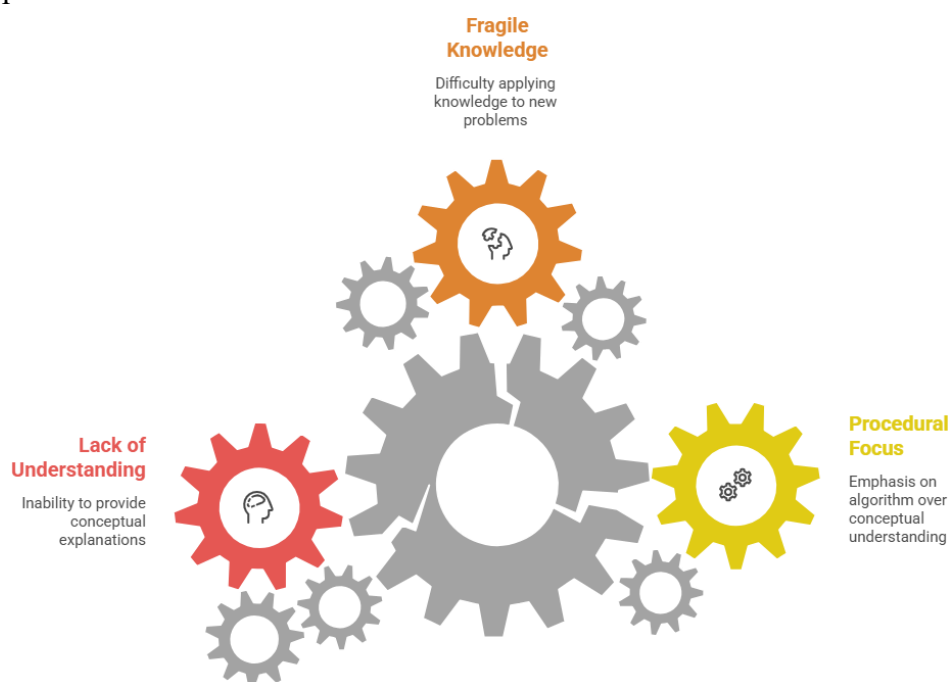 Fragile
Knowledge
Difficulty applying
knowledge to new
problems
Lack of
Understanding
Inability to provide
conceptual
explanations
Procedural
Focus
Emphasis on
algorithm over
conceptual
understanding